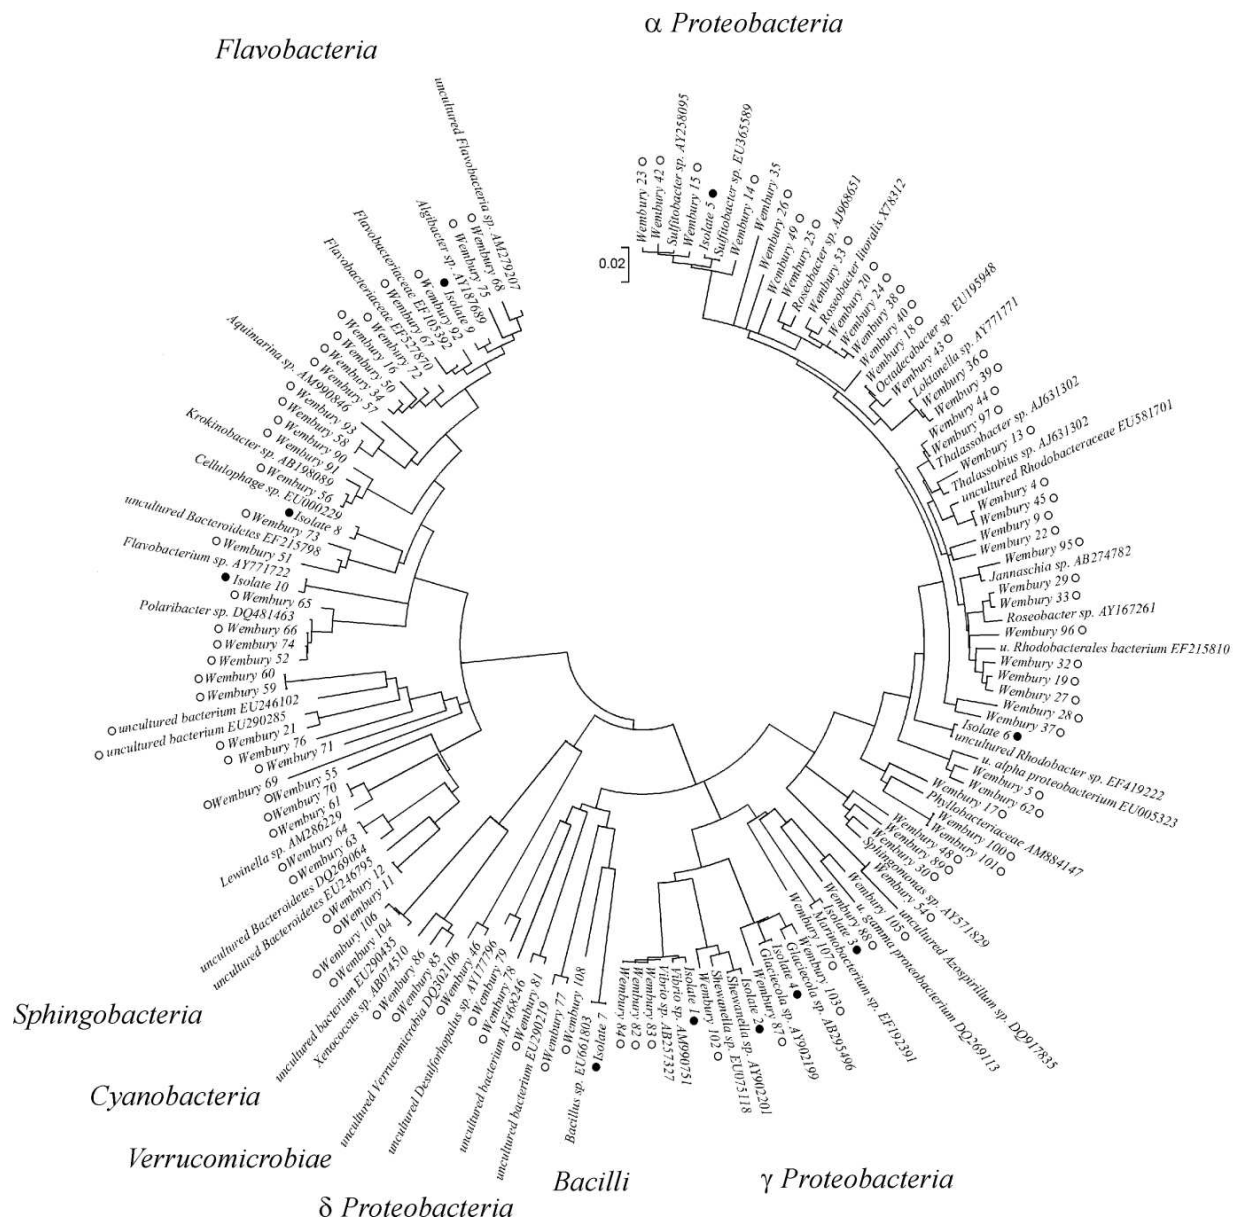 α Proteobacteria
Flavobacteria
0.02
Wembury 23
Wembury 42
Sulfitobacter sp. AY258095
Wembury 15
Isolate 5
Sulfitobacter sp. EU365589
Wembury 14
Wembury 35
Wembury 26
Wembury 49
Wembury 25
Roseobacter sp. AJ968651
Wembury 53
Roseobacter litoralis X78312
Wembury 20
Wembury 24
Wembury 38
Wembury 40
Wembury 18
Octadecabacter sp. EU195948
Wembury 43
Loktanella sp. AY771771
Wembury 36
Wembury 39
Wembury 44
Wembury 97
Thalassobacter sp. AJ631302
Wembury 13
Thalassobius sp. AJ631302
uncultured Rhodobacteraceae EU581701
Wembury 4
Wembury 45
Wembury 9
Wembury 22
Wembury 95
Jannaschia sp. AB274782
Wembury 29
Wembury 33
Roseobacter sp. AY167261
Wembury 96
u. Rhodobacterales bacterium EF215810
Wembury 32
Wembury 19
Wembury 27
Wembury 28
Wembury 37
Isolate 6
uncultured Rhodobacter sp. EF419222
u. alpha proteobacterium EU005323
Wembury 5
Wembury 62
Wembury 17
Phyllobacteriaceae AM884147
Wembury 100
Wembury 101
Wembury 48
Wembury 89
Wembury 30
Sphingomonas sp. AY571829
Wembury 54
uncultured Azospirillum sp. DQ917835
Wembury 105
u. gamma proteobacterium DQ269113
Wembury 88
Isolate 3
Marinobacterium sp. EF192391
Wembury 107
Wembury 103
Glaciecola sp. AB295496
Isolate 4
Glaciecola sp. AY902199
Wembury 87
Isolate 2
Shewanella sp. AY902201
Shewanella sp. EU075118
Wembury 102
Isolate 1
Vibrio sp. AM990751
Vibrio sp. AB257327
Wembury 83
Wembury 82
Wembury 84
Isolate 7
Bacillus sp. EU661803
Wembury 108
Wembury 77
uncultured bacterium EU290219
Wembury 81
uncultured bacterium AF468246
Wembury 78
Wembury 79
uncultured Desulforhopalus sp. AY177796
Wembury 46
uncultured Verrucomicrobia DQ302106
Wembury 85
Wembury 86
Xenococcus sp. AB074510
uncultured bacterium EU290435
Wembury 104
Wembury 106
Wembury 11
Wembury 12
uncultured Bacteroidetes EU246795
uncultured Bacteroidetes DQ269064
Wembury 63
Wembury 64
Lewinella sp. AM286229
Wembury 61
Wembury 70
Wembury 55
Wembury 69
Wembury 71
Wembury 76
Wembury 21
uncultured bacterium EU290285
uncultured bacterium EU246102
Wembury 59
Wembury 60
Wembury 52
Wembury 74
Wembury 66
Polaribacter sp. DQ481463
Wembury 65
Isolate 10
Flavobacterium sp. AY771722
Wembury 51
uncultured Bacteroidetes EF215798
Wembury 73
Isolate 8
Cellulophage sp. EU000229
Wembury 56
Krokinobacter sp. AB198089
Wembury 91
Wembury 90
Wembury 58
Wembury 93
Aquimarina sp. AM990846
Wembury 57
Wembury 34
Wembury 50
Wembury 16
Wembury 72
Flavobacteriaceae EF527870
Wembury 67
Flavobacteriaceae EF105392
Wembury 92
Isolate 9
Algibacter sp. AY187689
Wembury 75
Wembury 68
uncultured Flavobacteria sp. AM279207
Sphingobacteria
Cyanobacteria
Verrucomicrobiae
δ Proteobacteria
Bacilli
γ Proteobacteria